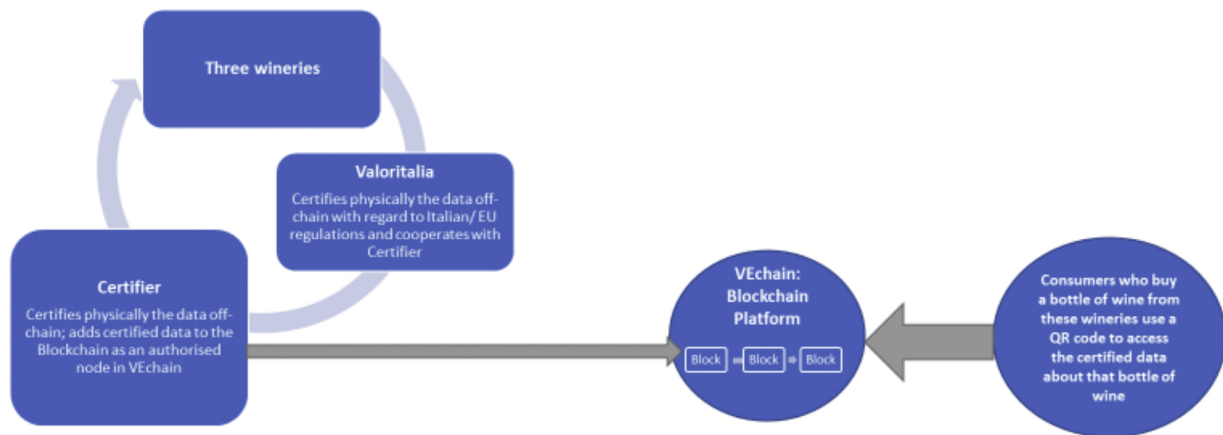 Three wineries
Valoritalia
Certifies physically the data off-
chain with regard to Italian/ EU
regulations and cooperates with
Certifier
Certifier
Certifies physically the data off-
chain; adds certified data to the
Blockchain as an authorised
node in VEchain
VEchain:
Blockchain
Platform
Block Block Block
Consumers who buy
a bottle of wine from
these wineries use a
QR code to access
the certified data
about that bottle of
wine